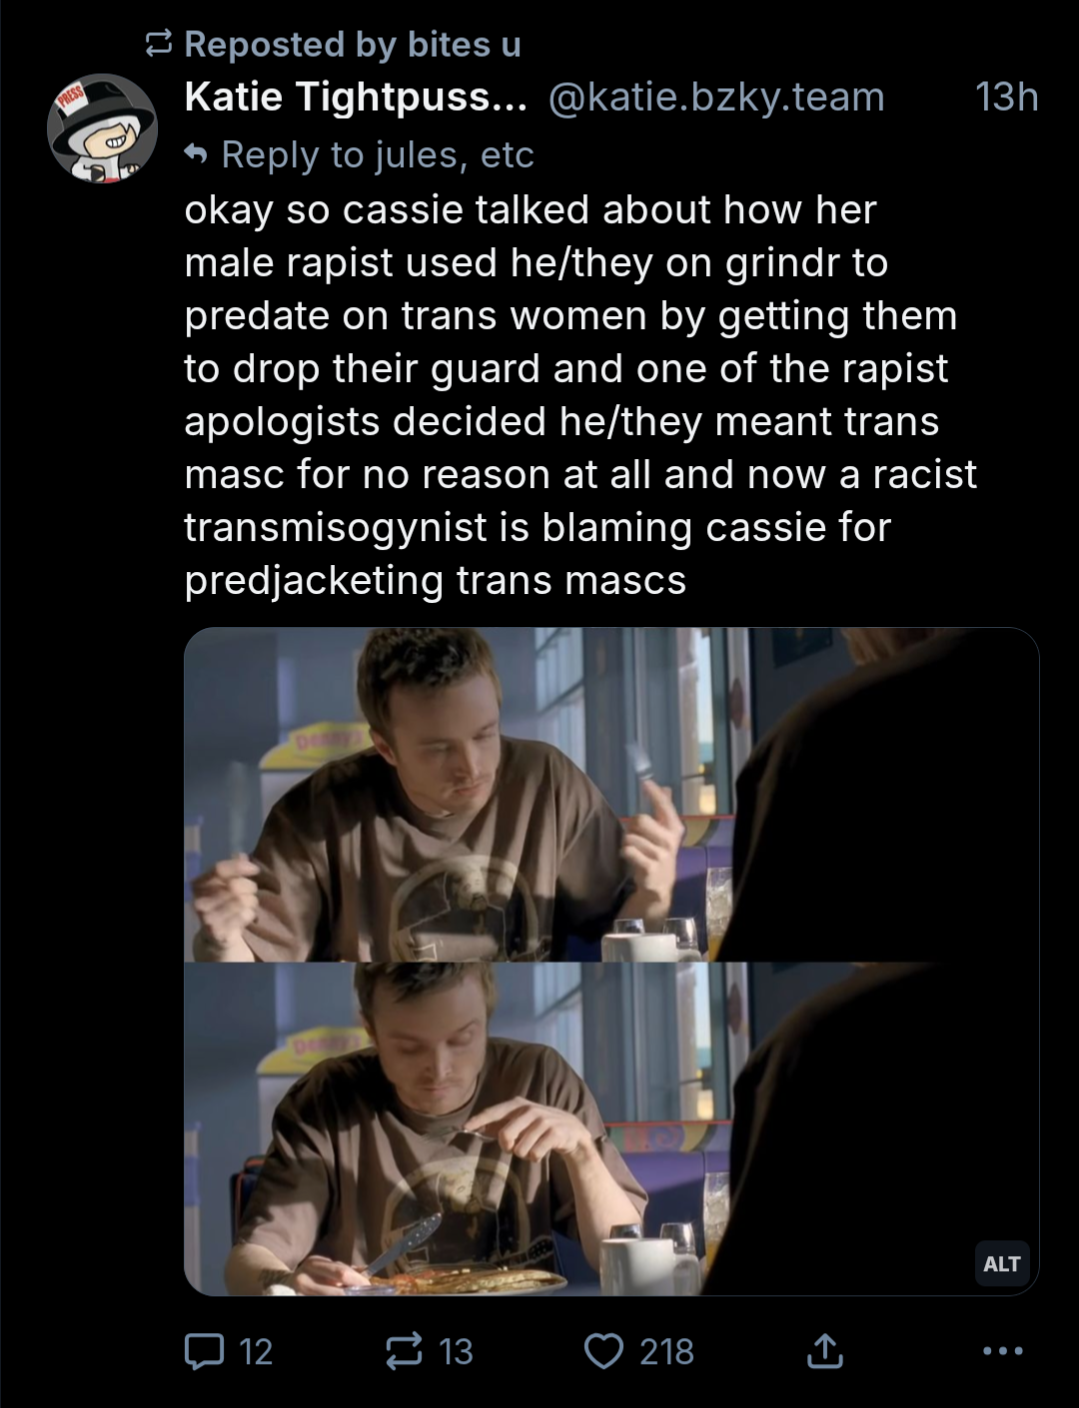 Reposted by bites u
Katie Tightpuss... @katie.bzky.team 13h
Reply to jules, etc
okay so cassie talked about how her
male rapist used he/they on grindr to
predate on trans women by getting them
to drop their guard and one of the rapist
apologists decided he/they meant trans
masc for no reason at all and now a racist
transmisogynist is blaming cassie for
predjacketing trans mascs
PRESS
Denny's
Denny's
ALT
12 13 218